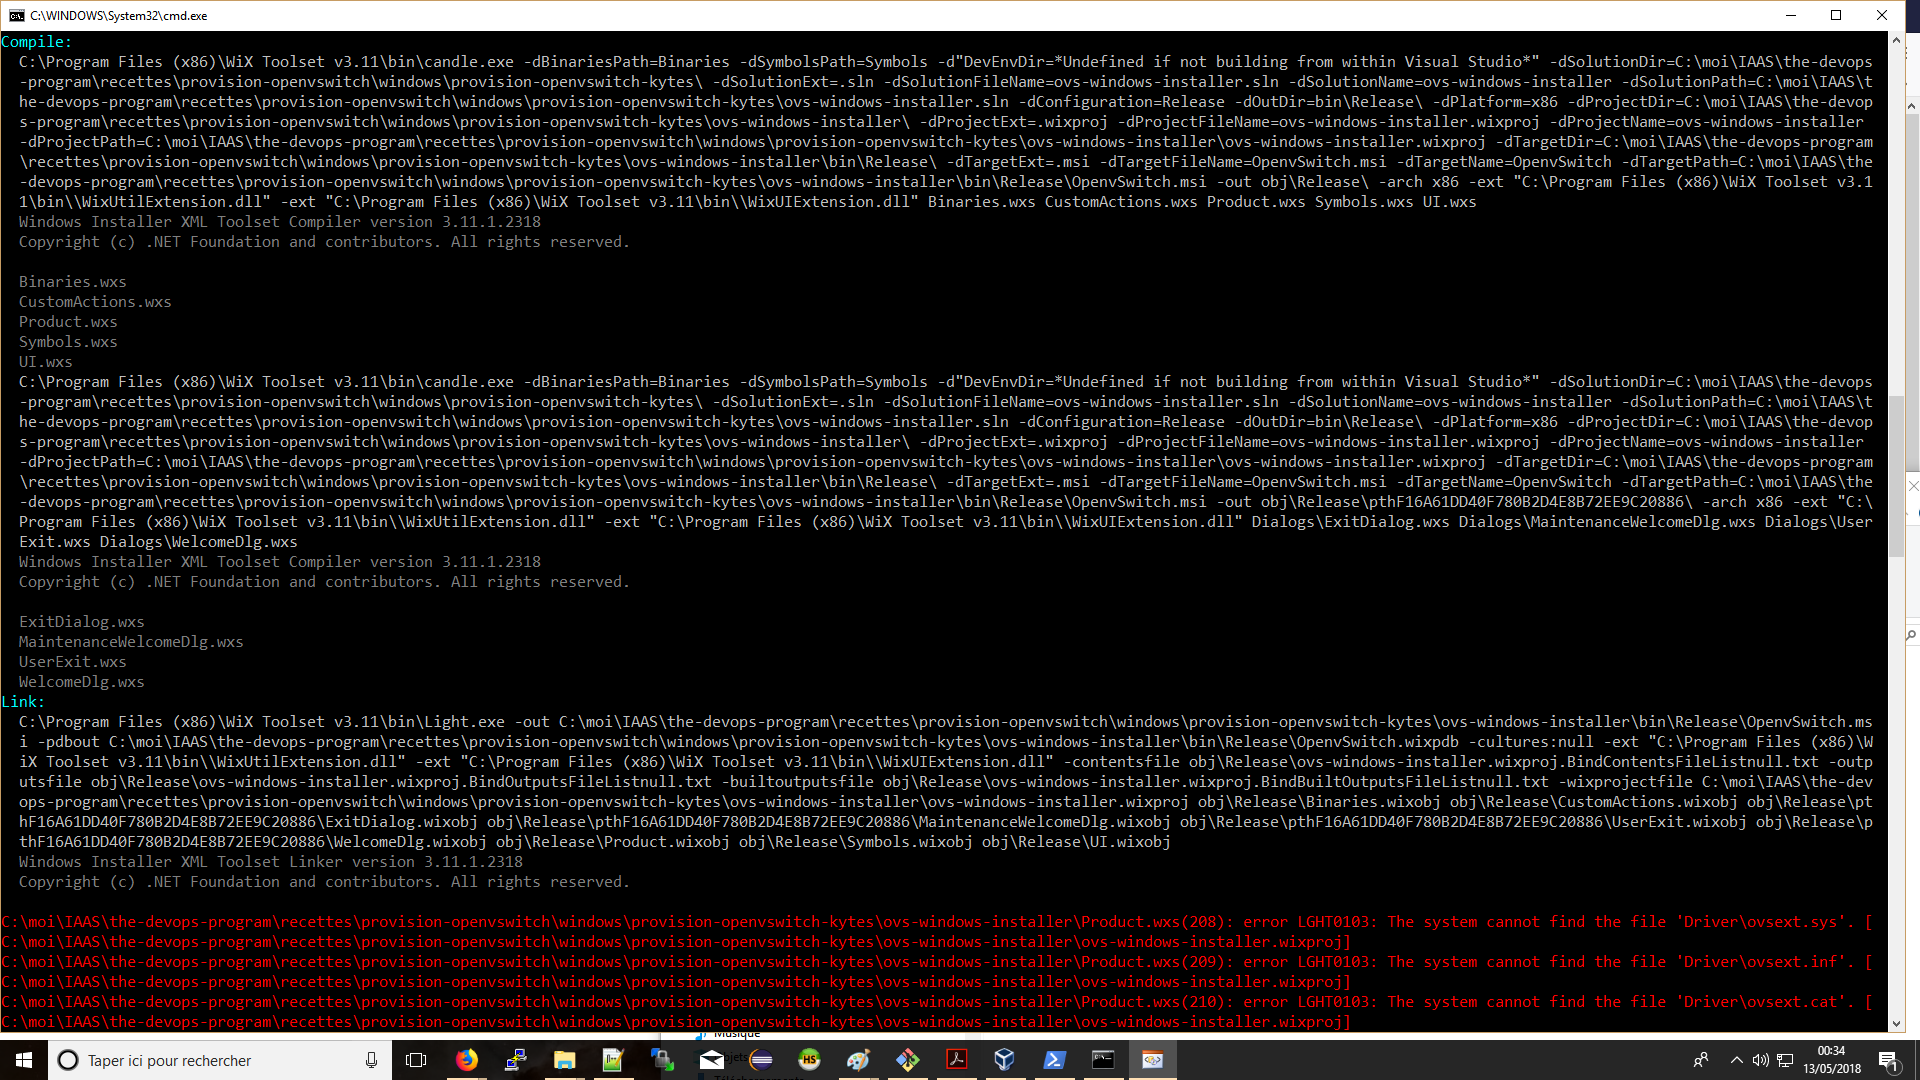 C:\WINDOWS\System32\cmd.exe
Compile:
C:\Program Files (x86)\WiX Toolset v3.11\bin\candle.exe -dBinariesPath=Binaries -dSymbolsPath=Symbols -d"DevEnvDir=*Undefined if not building from within Visual Studio*" -dSolutionDir=C:\moi\IAAS\the-devops
-program\recettes\provision-openvswitch\windows\provision-openvswitch-kytes\ -dSolutionExt=.sln -dSolutionFileName=ovs-windows-installer.sln -dSolutionName=ovs-windows-installer -dSolutionPath=C:\moi\IAAS\t
he-devops-program\recettes\provision-openvswitch\windows\provision-openvswitch-kytes\ovs-windows-installer.sln -dConfiguration=Release -dOutDir=bin\Release\ -dPlatform=x86 -dProjectDir=C:\moi\IAAS\the-devop
s-program\recettes\provision-openvswitch\windows\provision-openvswitch-kytes\ovs-windows-installer\ -dProjectExt=.wixproj -dProjectFileName=ovs-windows-installer.wixproj -dProjectName=ovs-windows-installer
-dProjectPath=C:\moi\IAAS\the-devops-program\recettes\provision-openvswitch\windows\provision-openvswitch-kytes\ovs-windows-installer\ovs-windows-installer.wixproj -dTargetDir=C:\moi\IAAS\the-devops-program
\recettes\provision-openvswitch\windows\provision-openvswitch-kytes\ovs-windows-installer\bin\Release\ -dTargetExt=.msi -dTargetFileName=OpenvSwitch.msi -dTargetName=OpenvSwitch -dTargetPath=C:\moi\IAAS\the
-devops-program\recettes\provision-openvswitch\windows\provision-openvswitch-kytes\ovs-windows-installer\bin\Release\OpenvSwitch.msi -out obj\Release\ -arch x86 -ext "C:\Program Files (x86)\WiX Toolset v3.1
1\bin\\WixUtilExtension.dll" -ext "C:\Program Files (x86)\WiX Toolset v3.11\bin\\WixUIExtension.dll" Binaries.wxs CustomActions.wxs Product.wxs Symbols.wxs UI.wxs
Windows Installer XML Toolset Compiler version 3.11.1.2318
Copyright (c) .NET Foundation and contributors. All rights reserved.
Binaries.wxs
CustomActions.wxs
Product.wxs
Symbols.wxs
UI.wxs
C:\Program Files (x86)\WiX Toolset v3.11\bin\candle.exe -dBinariesPath=Binaries -dSymbolsPath=Symbols -d"DevEnvDir=*Undefined if not building from within Visual Studio*" -dSolutionDir=C:\moi\IAAS\the-devops
-program\recettes\provision-openvswitch\windows\provision-openvswitch-kytes\ -dSolutionExt=.sln -dSolutionFileName=ovs-windows-installer.sln -dSolutionName=ovs-windows-installer -dSolutionPath=C:\moi\IAAS\t
he-devops-program\recettes\provision-openvswitch\windows\provision-openvswitch-kytes\ovs-windows-installer.sln -dConfiguration=Release -dOutDir=bin\Release\ -dPlatform=x86 -dProjectDir=C:\moi\IAAS\the-devop
s-program\recettes\provision-openvswitch\windows\provision-openvswitch-kytes\ovs-windows-installer\ -dProjectExt=.wixproj -dProjectFileName=ovs-windows-installer.wixproj -dProjectName=ovs-windows-installer
-dProjectPath=C:\moi\IAAS\the-devops-program\recettes\provision-openvswitch\windows\provision-openvswitch-kytes\ovs-windows-installer\ovs-windows-installer.wixproj -dTargetDir=C:\moi\IAAS\the-devops-program
\recettes\provision-openvswitch\windows\provision-openvswitch-kytes\ovs-windows-installer\bin\Release\ -dTargetExt=.msi -dTargetFileName=OpenvSwitch.msi -dTargetName=OpenvSwitch -dTargetPath=C:\moi\IAAS\the
-devops-program\recettes\provision-openvswitch\windows\provision-openvswitch-kytes\ovs-windows-installer\bin\Release\OpenvSwitch.msi -out obj\Release\pthF16A61DD40F780B2D4E8B72EE9C20886\ -arch x86 -ext "C:\
Program Files (x86)\WiX Toolset v3.11\bin\\WixUtilExtension.dll" -ext "C:\Program Files (x86)\WiX Toolset v3.11\bin\\WixUIExtension.dll" Dialogs\ExitDialog.wxs Dialogs\MaintenanceWelcomeDlg.wxs Dialogs\User
Exit.wxs Dialogs\WelcomeDlg.wxs
Windows Installer XML Toolset Compiler version 3.11.1.2318
Copyright (c) .NET Foundation and contributors. All rights reserved.
ExitDialog.wxs
MaintenanceWelcomeDlg.wxs
UserExit.wxs
WelcomeDlg.wxs
Link:
C:\Program Files (x86)\WiX Toolset v3.11\bin\Light.exe -out C:\moi\IAAS\the-devops-program\recettes\provision-openvswitch\windows\provision-openvswitch-kytes\ovs-windows-installer\bin\Release\OpenvSwitch.ms
i -pdbout C:\moi\IAAS\the-devops-program\recettes\provision-openvswitch\windows\provision-openvswitch-kytes\ovs-windows-installer\bin\Release\OpenvSwitch.wixpdb -cultures:null -ext "C:\Program Files (x86)\W
iX Toolset v3.11\bin\\WixUtilExtension.dll" -ext "C:\Program Files (x86)\WiX Toolset v3.11\bin\\WixUIExtension.dll" -contentsfile obj\Release\ovs-windows-installer.wixproj.BindContentsFileListnull.txt -outp
utsfile obj\Release\ovs-windows-installer.wixproj.BindOutputsFileListnull.txt -builtoutputsfile obj\Release\ovs-windows-installer.wixproj.BindBuiltOutputsFileListnull.txt -wixprojectfile C:\moi\IAAS\the-dev
ops-program\recettes\provision-openvswitch\windows\provision-openvswitch-kytes\ovs-windows-installer\ovs-windows-installer.wixproj obj\Release\Binaries.wixobj obj\Release\CustomActions.wixobj obj\Release\pt
hF16A61DD40F780B2D4E8B72EE9C20886\ExitDialog.wixobj obj\Release\pthF16A61DD40F780B2D4E8B72EE9C20886\MaintenanceWelcomeDlg.wixobj obj\Release\pthF16A61DD40F780B2D4E8B72EE9C20886\UserExit.wixobj obj\Release\p
thF16A61DD40F780B2D4E8B72EE9C20886\WelcomeDlg.wixobj obj\Release\Product.wixobj obj\Release\Symbols.wixobj obj\Release\UI.wixobj
Windows Installer XML Toolset Linker version 3.11.1.2318
Copyright (c) .NET Foundation and contributors. All rights reserved.
C:\moi\IAAS\the-devops-program\recettes\provision-openvswitch\windows\provision-openvswitch-kytes\ovs-windows-installer\Product.wxs(208): error LGHT0103: The system cannot find the file 'Driver\ovsext.sys'. [
C:\moi\IAAS\the-devops-program\recettes\provision-openvswitch\windows\provision-openvswitch-kytes\ovs-windows-installer\ovs-windows-installer.wixproj]
C:\moi\IAAS\the-devops-program\recettes\provision-openvswitch\windows\provision-openvswitch-kytes\ovs-windows-installer\Product.wxs(209): error LGHT0103: The system cannot find the file 'Driver\ovsext.inf'. [
C:\moi\IAAS\the-devops-program\recettes\provision-openvswitch\windows\provision-openvswitch-kytes\ovs-windows-installer\ovs-windows-installer.wixproj]
C:\moi\IAAS\the-devops-program\recettes\provision-openvswitch\windows\provision-openvswitch-kytes\ovs-windows-installer\Product.wxs(210): error LGHT0103: The system cannot find the file 'Driver\ovsext.cat'. [
C:\moi\IAAS\the-devops-program\recettes\provision-openvswitch\windows\provision-openvswitch-kytes\ovs-windows-installer\ovs-windows-installer.wixproj]
Musique
Taper ici pour rechercher
HS
00:34
13/05/2018
1